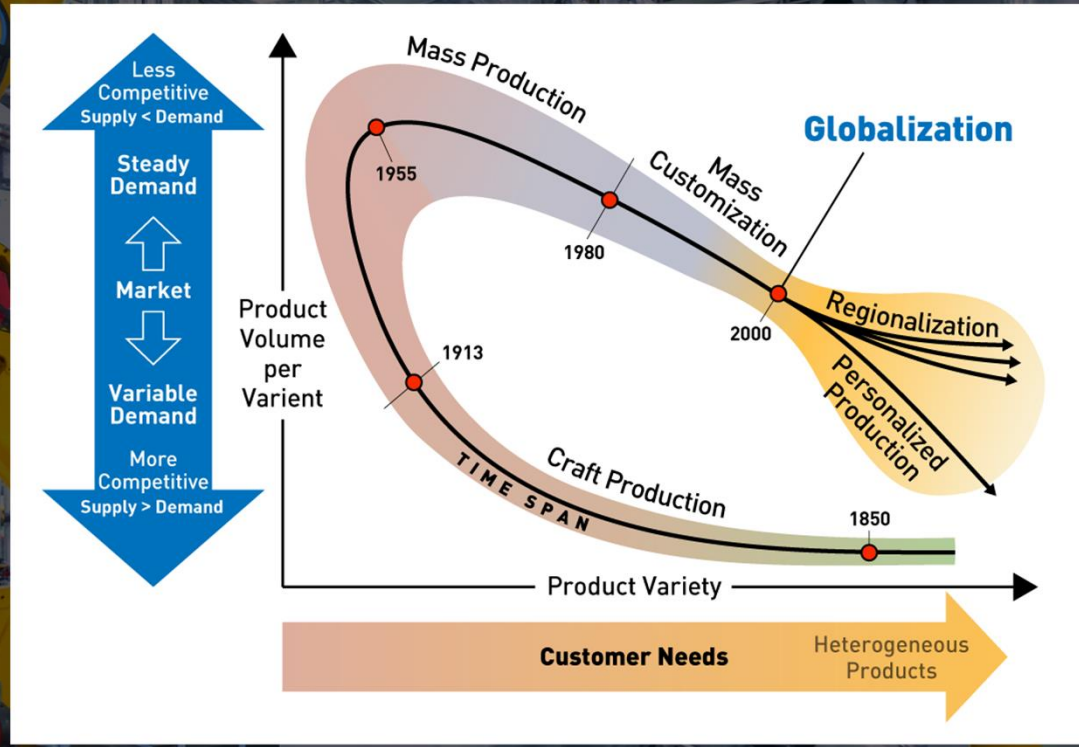 Less
Competitive
Supply < Demand
Steady
Demand
Market
Variable
Demand
More
Competitive
Supply > Demand
Product
Volume
per
Varient
Mass Production
Mass
Customization
Globalization
1955
1980
2000
Regionalization
Personalized
Production
1913
Craft Production
TIME SPAN
1850
Product Variety
Customer Needs
Heterogeneous
Products